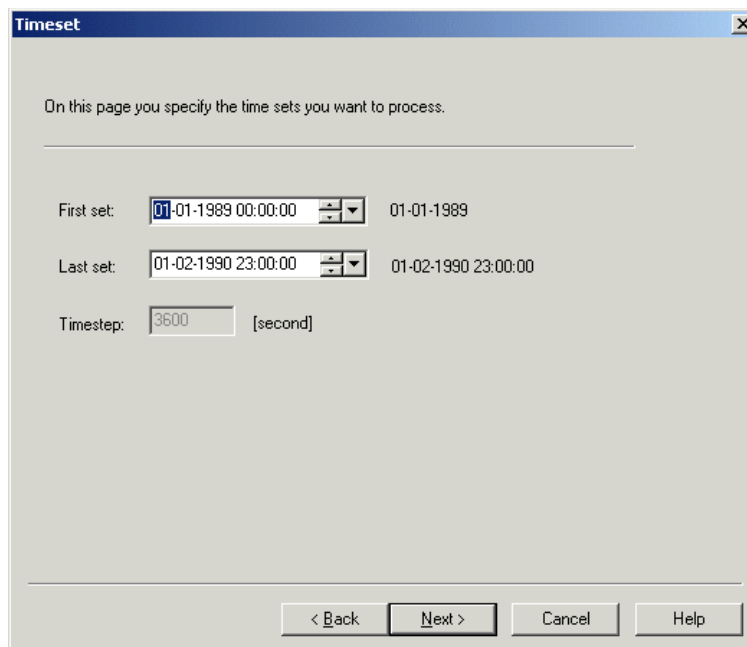 Timeset
On this page you specify the time sets you want to process.
First set: 01-01-1989 00:00:00 01-01-1989
Last set: 01-02-1990 23:00:00 01-02-1990 23:00:00
Timestep: 3600 [second]
< Back Next > Cancel Help